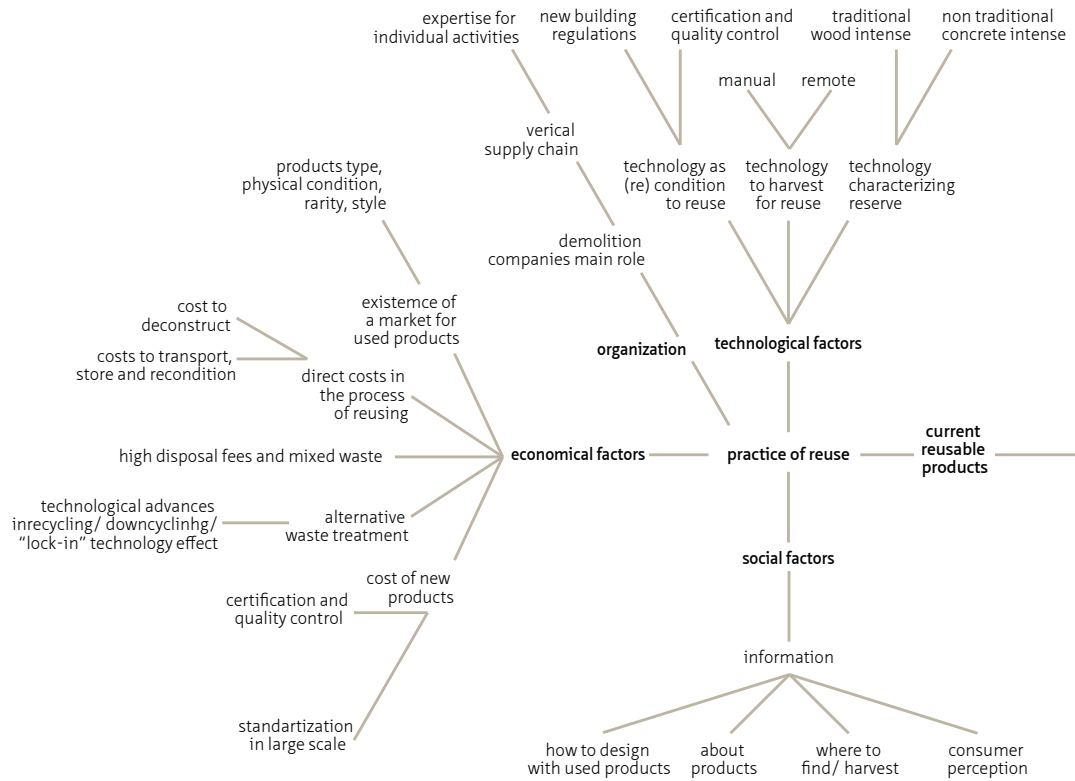 expertise for
individual activities
new building
regulations
certification and
quality control
traditional
wood intense
non traditional
concrete intense
manual
remote
verical
supply chain
products type,
physical condition,
rarity, style
technology as
(re) condition
to reuse
technology
to harvest
for reuse
technology
characterizing
reserve
demolition
companies main role
existemce of
a market for
used products
cost to
deconstruct
costs to transport,
store and recondition
direct costs in
the process
of reusing
organization
technological factors
high disposal fees and mixed waste
economical factors
practice of reuse
current
reusable
products
technological advances
inrecycling/ downcyclinhg/
“lock-in” technology effect
alternative
waste treatment
social factors
cost of new
products
certification and
quality control
information
standartization
in large scale
how to design
with used products
about
products
where to
find/ harvest
consumer
perception